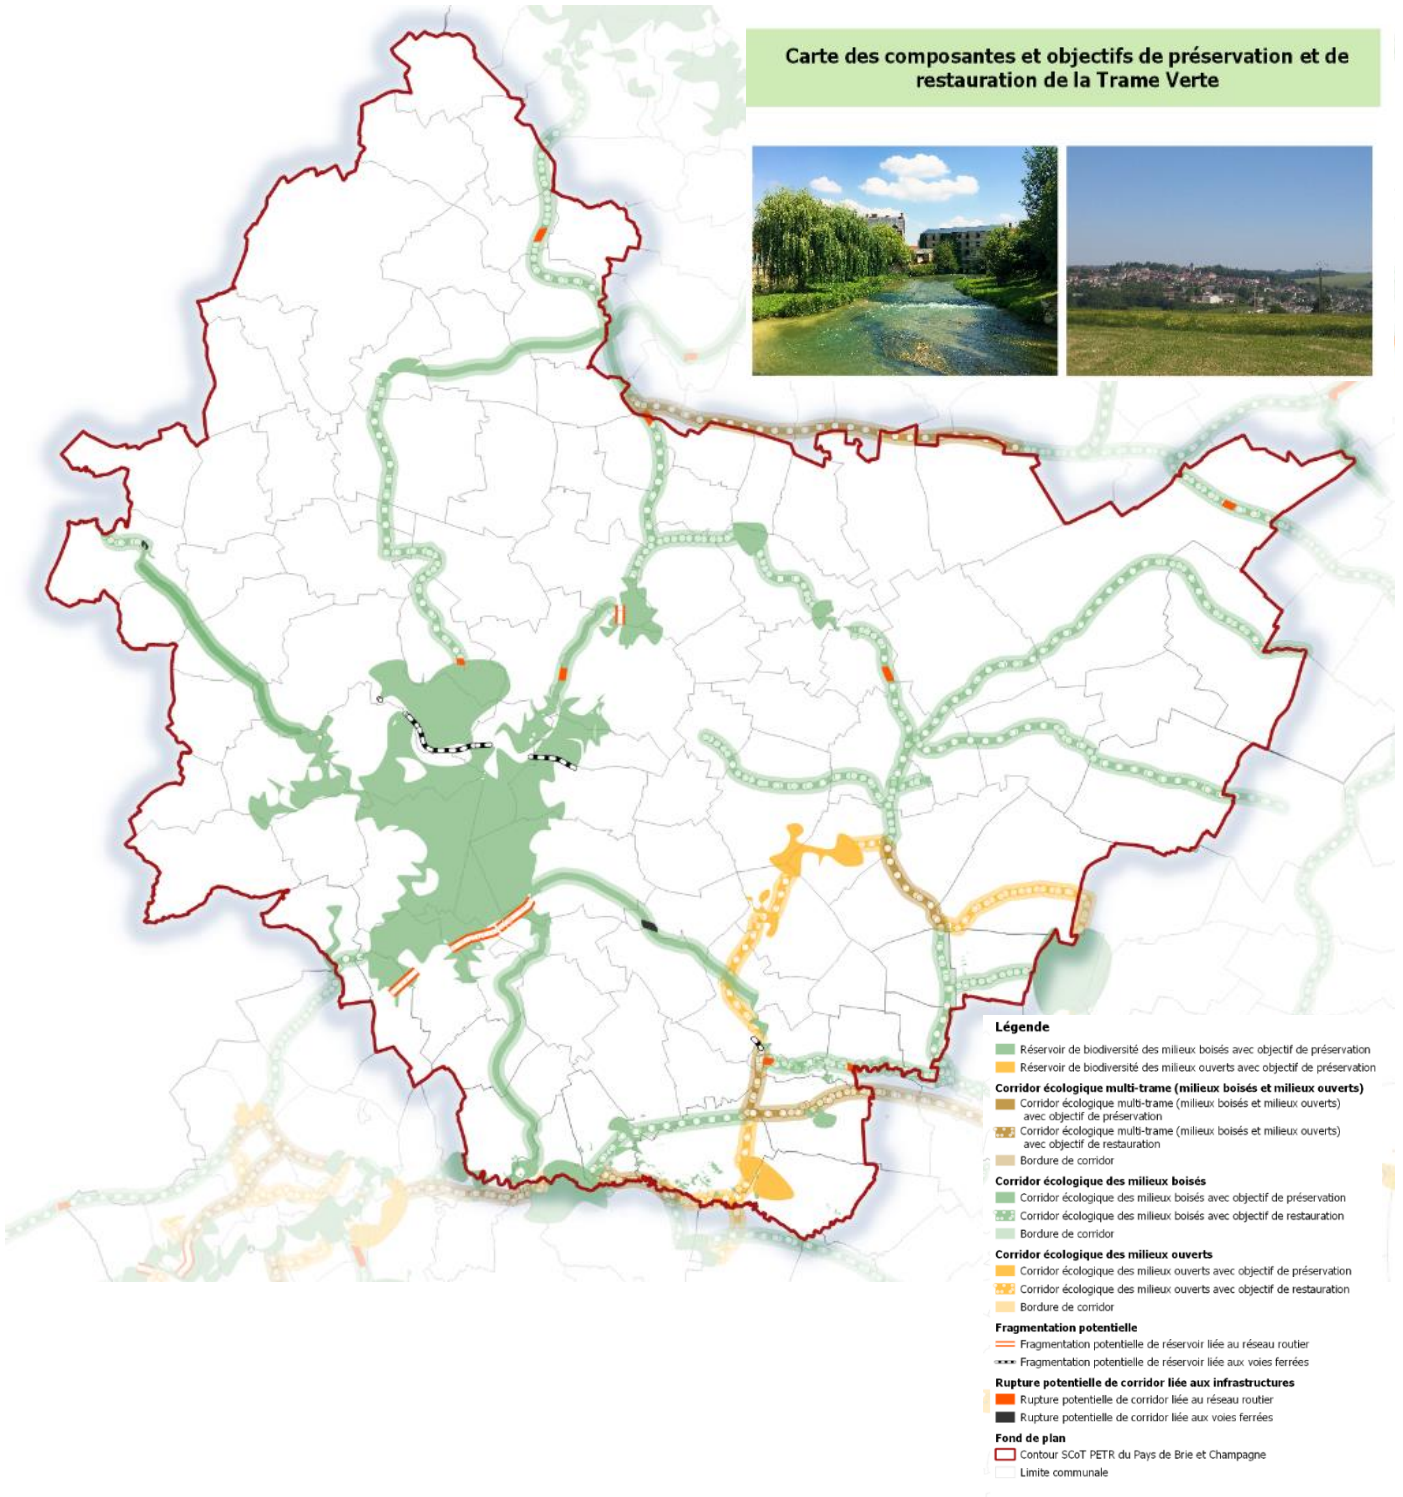 Carte des composantes et objectifs de préservation et de
restauration de la Trame Verte
Légende
Réservoir de biodiversité des milieux boisés avec objectif de préservation
Réservoir de biodiversité des milieux ouverts avec objectif de préservation
Corridor écologique multi-trame (milieux boisés et milieux ouverts)
Corridor écologique multi-trame (milieux boisés et milieux ouverts)
avec objectif de préservation
Corridor écologique multi-trame (milieux boisés et milieux ouverts)
avec objectif de restauration
Bordure de corridor
Corridor écologique des milieux boisés
Corridor écologique des milieux boisés avec objectif de préservation
Corridor écologique des milieux boisés avec objectif de restauration
Bordure de corridor
Corridor écologique des milieux ouverts
Corridor écologique des milieux ouverts avec objectif de préservation
Corridor écologique des milieux ouverts avec objectif de restauration
Bordure de corridor
Fragmentation potentielle
Fragmentation potentielle de réservoir liée au réseau routier
Fragmentation potentielle de réservoir liée aux voies ferrées
Rupture potentielle de corridor liée aux infrastructures
Rupture potentielle de corridor liée au réseau routier
Rupture potentielle de corridor liée aux voies ferrées
Fond de plan
Contour SCoT PETR du Pays de Brie et Champagne
Limite communale